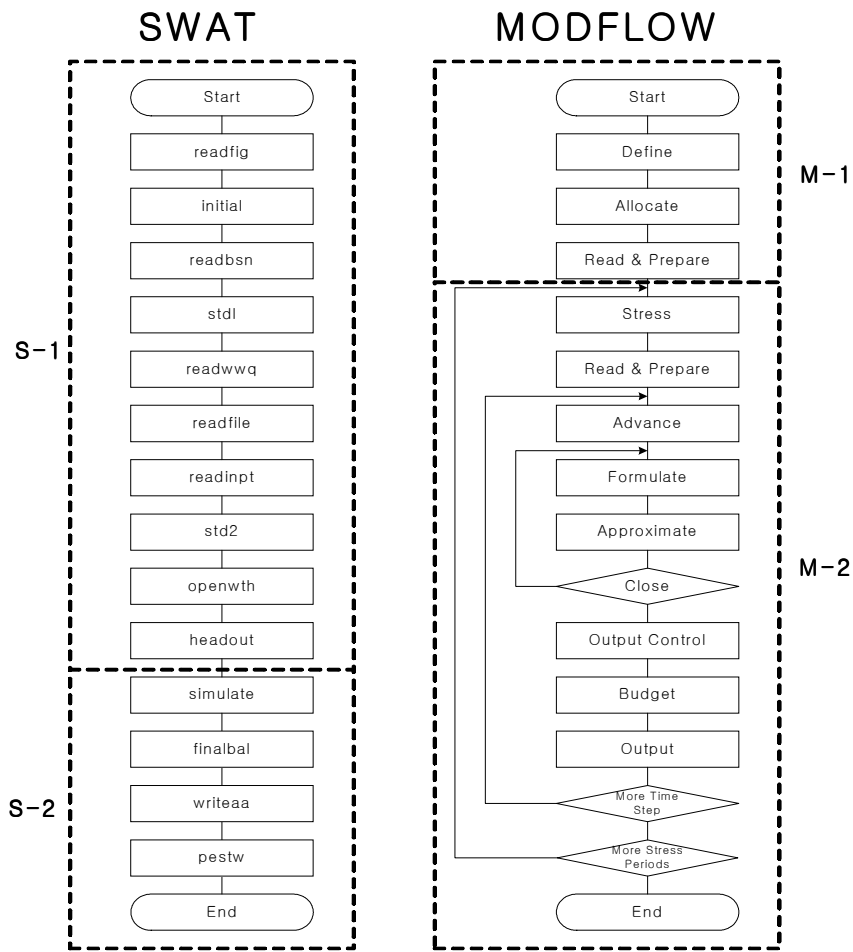 SWAT
Start
readfig
initial
readbsn
stdl
readwwq
readfile
readinpt
std2
openwth
headout
simulate
finalbal
writeaa
pestw
End
S-1
S-2
MODFLOW
Start
Define
Allocate
Read & Prepare
Stress
Read & Prepare
Advance
Formulate
Approximate
Close
Output Control
Budget
Output
More Time
Step
More Stress
Periods
End
M-1
M-2